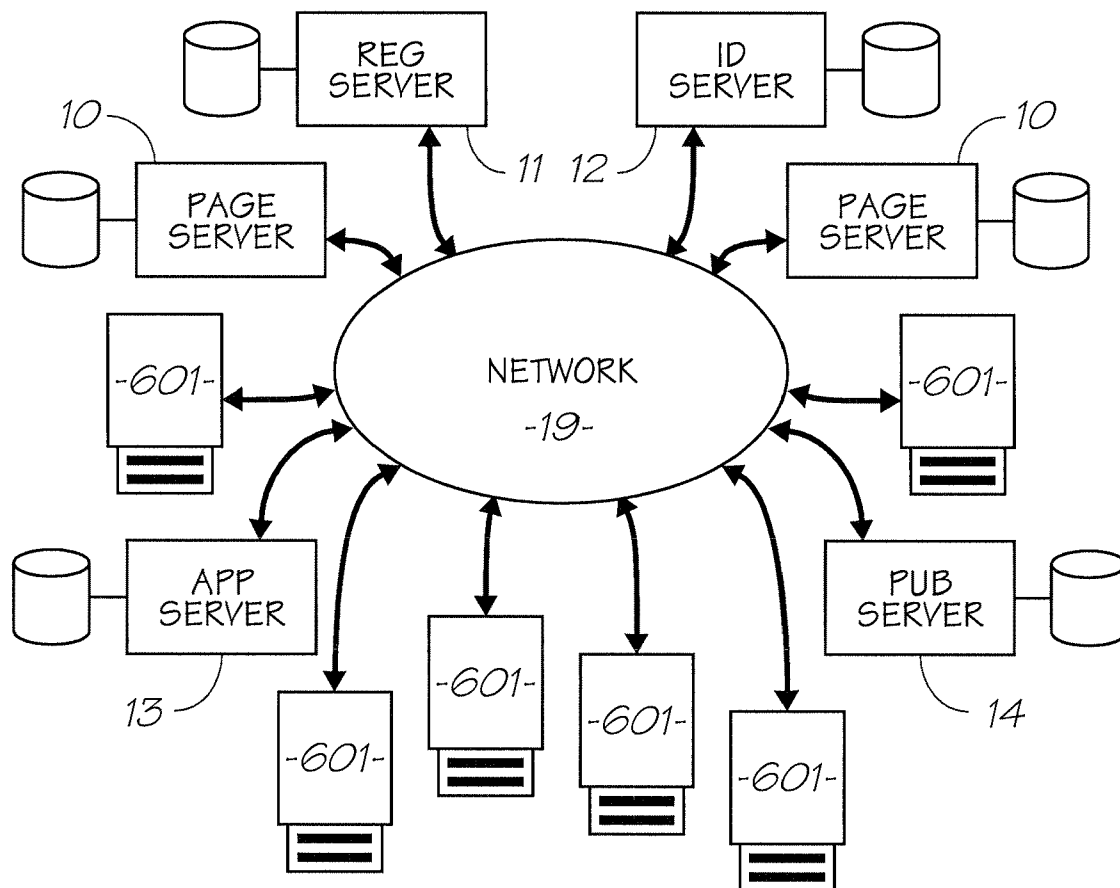 REG
SERVER
ID
SERVER
10
11
12
10
PAGE
SERVER
PAGE
SERVER
-601-
NETWORK
-19-
-601-
APP
SERVER
PUB
SERVER
13
-601-
-601-
-601-
-601-
14